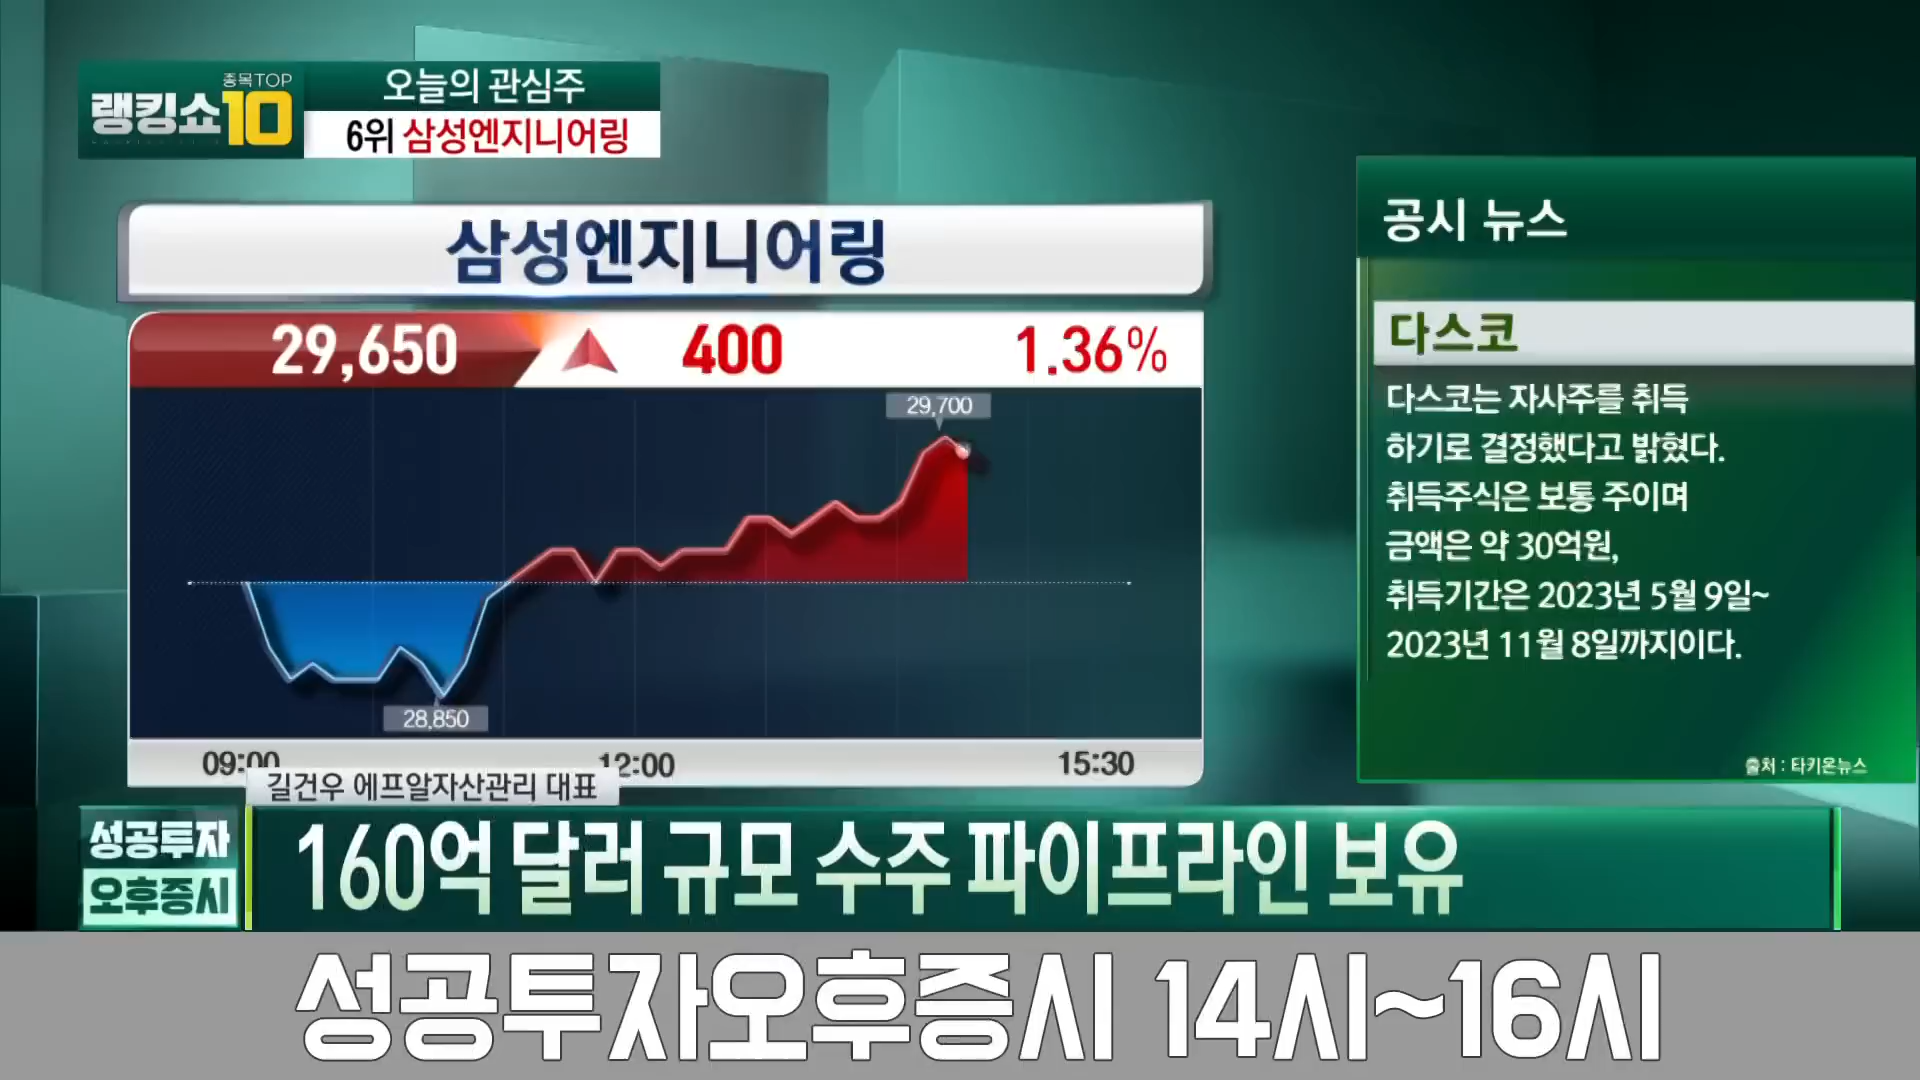 종목TOP
랭킹쇼10
오늘의 관심주
6위 삼성엔지니어링
삼성엔지니어링
29,650 400 1.36%
29,700
28,850
09:00 12:00 15:30
공시 뉴스
다스코
다스코는 자사주를 취득
하기로 결정했다고 밝혔다.
취득주식은 보통 주이며
금액은 약 30억원,
취득기간은 2023년 5월 9일~
2023년 11월 8일까지이다.
출처 : 타키온뉴스
길건우 에프알자산관리 대표
성공투자
오후증시
160억 달러 규모 수주 파이프라인 보유
성공투자오후증시 14시~16시